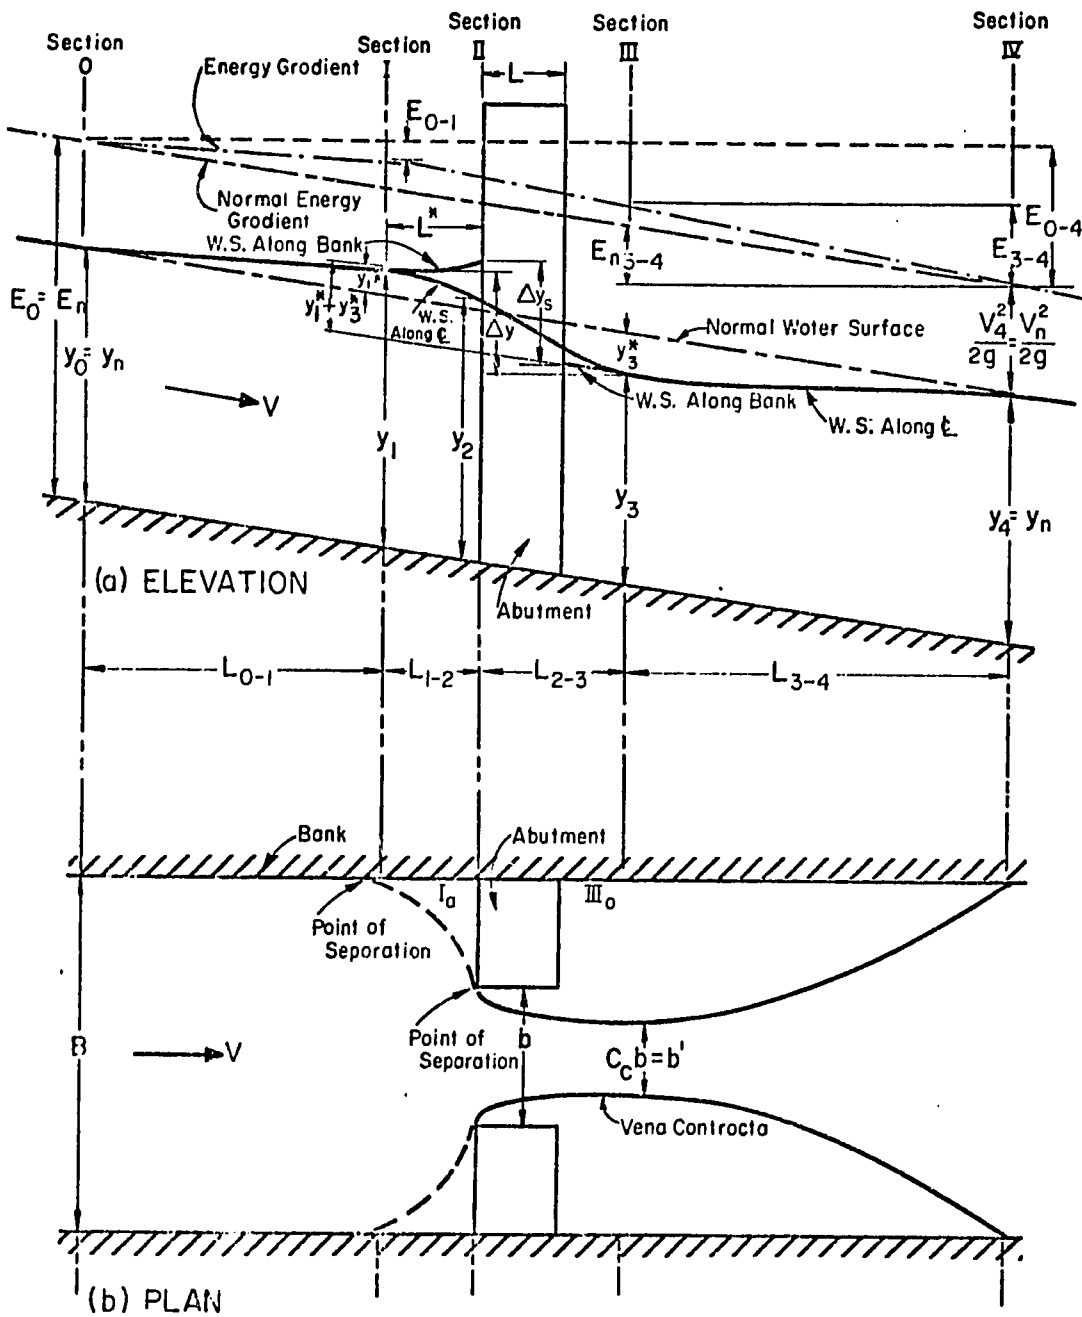 Section
0
Section
I
Section
II
Section
III
Section
IV
Energy Grodient
L
E0-1
Normal Energy
Grodient
L*
W.S. Along Bank
E0-4
En3-4
E3-4
E0 = En
y1*
y1* + y3*
W.S.
Along ℄
Δys
Δy
Normal Woter Surface
V4²/2g = Vn²/2g
y0 = yn
y3*
W.S. Along Bank
W.S. Along ℄
V
y1
y2
y3
y4 = yn
(a) ELEVATION
Abutment
L0-1
L1-2
L2-3
L3-4
Bank
Abutment
Ia
IIIa
Point of
Seporation
Point of
Separation
b
B
V
Ccb = b'
Vena Controcta
(b) PLAN